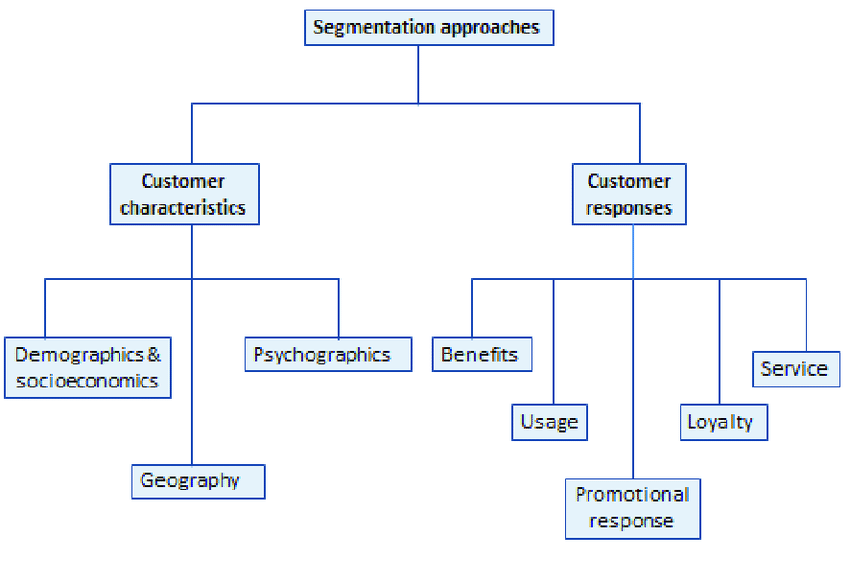 Segmentation approaches
Customer
characteristics
Customer
responses
Demographics &
socioeconomics
Psychographics
Benefits
Service
Usage
Loyalty
Geography
Promotional
response